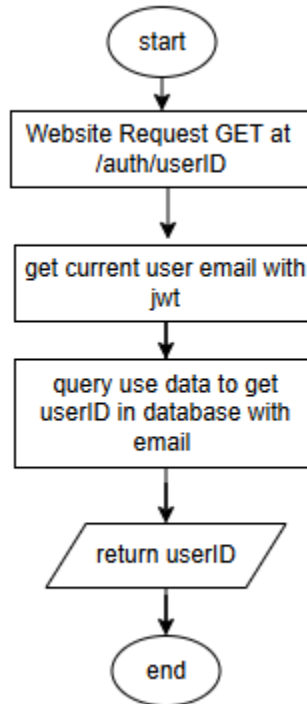 start
Website Request GET at
/auth/userID
get current user email with
jwt
query use data to get
userID in database with
email
return userID
end